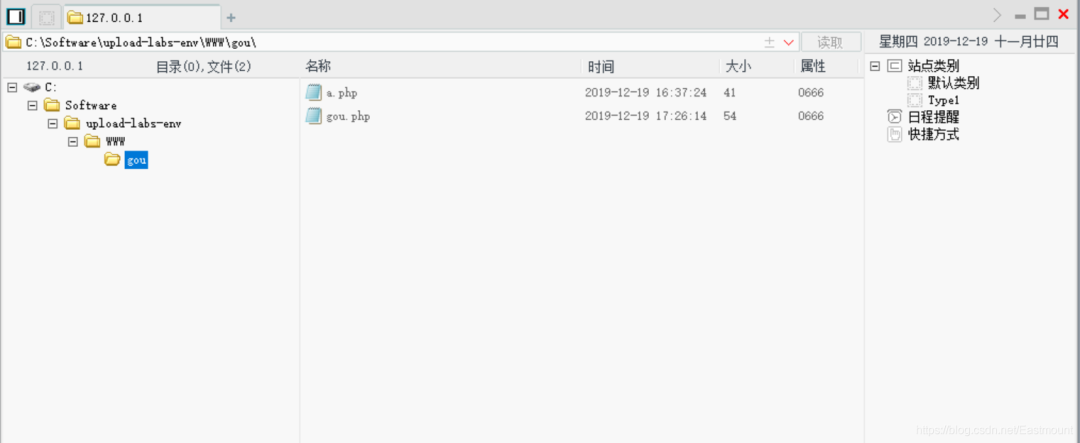 127.0.0.1
C:\Software\upload-labs-env\WWW\gou\ 读取 星期四 2019-12-19 十一月廿四
127.0.0.1 目录(0),文件(2) 名称 时间 大小 属性
C:
Software
upload-labs-env
WWW
gou
a.php 2019-12-19 16:37:24 41 0666
gou.php 2019-12-19 17:26:14 54 0666
站点类别
默认类别
Type1
日程提醒
快捷方式
https://blog.csdn.net/Eastmount